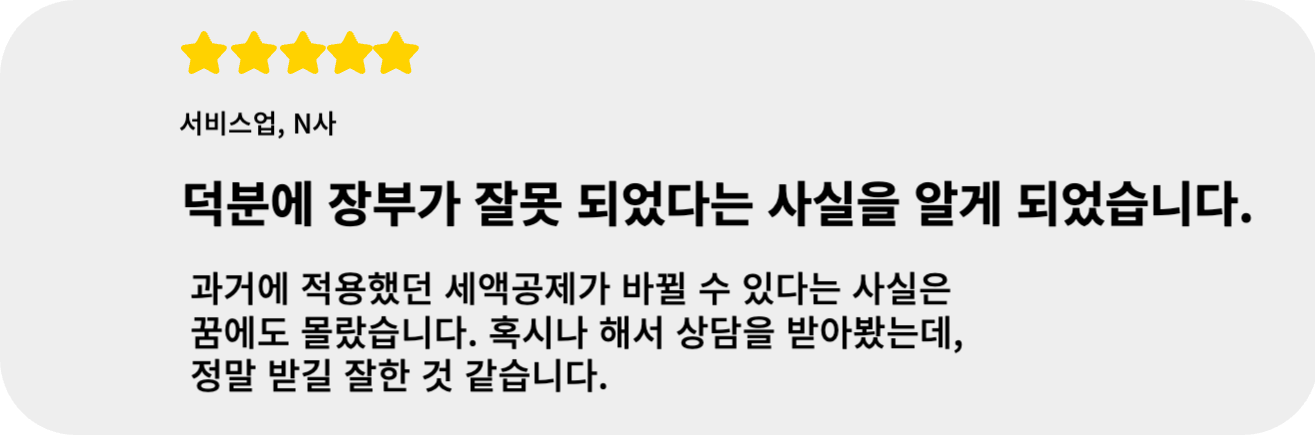 서비스업, N사
덕분에 장부가 잘못 되었다는 사실을 알게 되었습니다.
과거에 적용했던 세액공제가 바뀔 수 있다는 사실은
꿈에도 몰랐습니다. 혹시나 해서 상담을 받아봤는데,
정말 받길 잘한 것 같습니다.